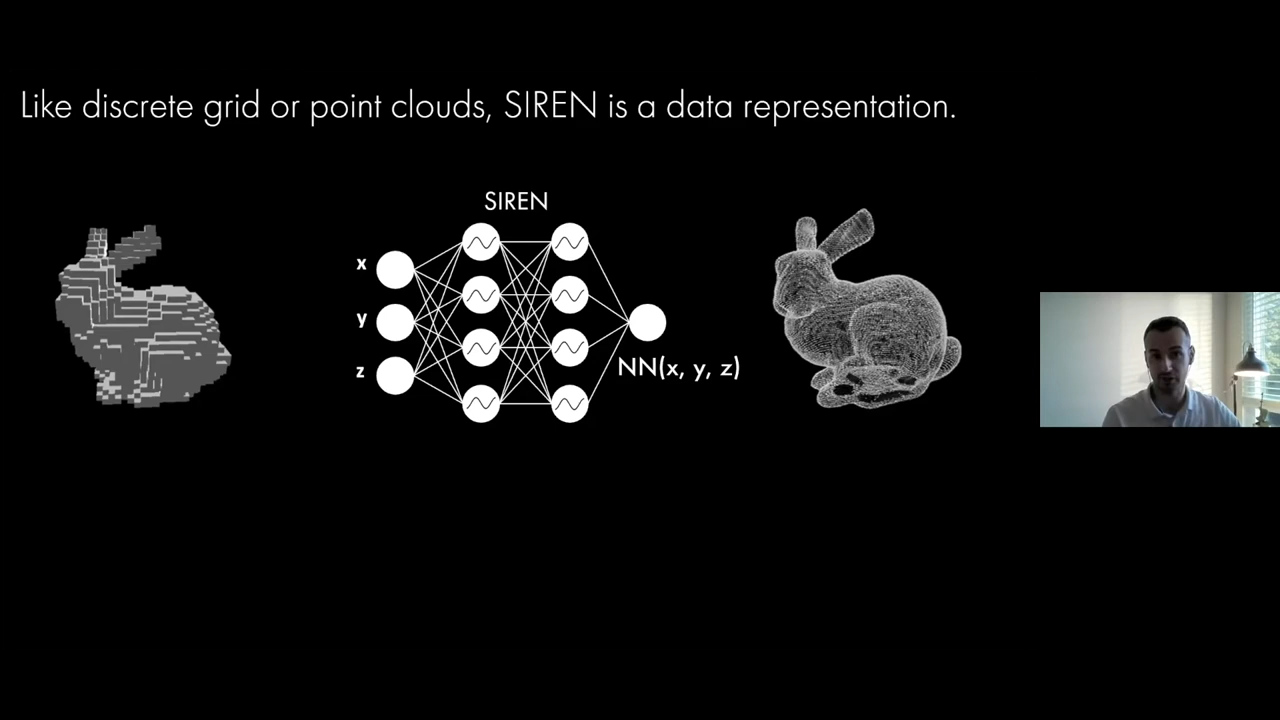 Like discrete grid or point clouds, SIREN is a data representation.
SIREN
x
y
z
NN(x, y, z)